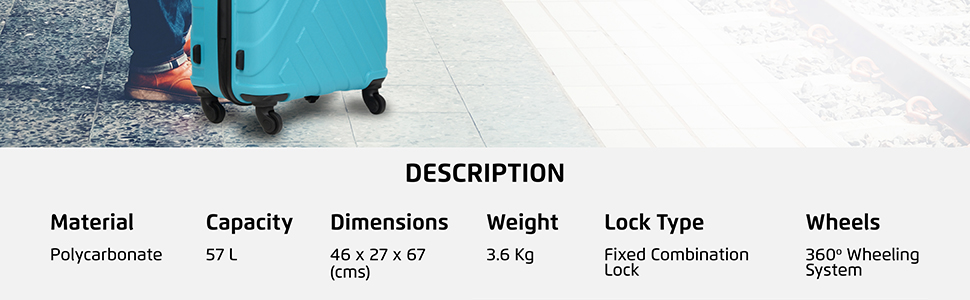 DESCRIPTION
Material Capacity Dimensions Weight Lock Type Wheels
Polycarbonate 57 L 46 x 27 x 67 3.6 Kg Fixed Combination 360º Wheeling
(cms) Lock System